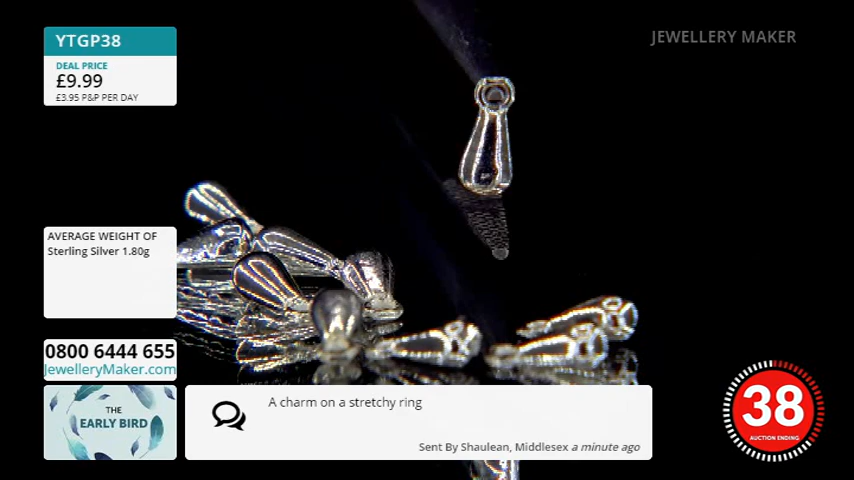 YTGP38
DEAL PRICE
£9.99
£3.95 P&P PER DAY
JEWELLERY MAKER
AVERAGE WEIGHT OF
Sterling Silver 1.80g
0800 6444 655
JewelleryMaker.com
THE
EARLY BIRD
A charm on a stretchy ring
Sent By Shaulean, Middlesex a minute ago
38
AUCTION ENDING